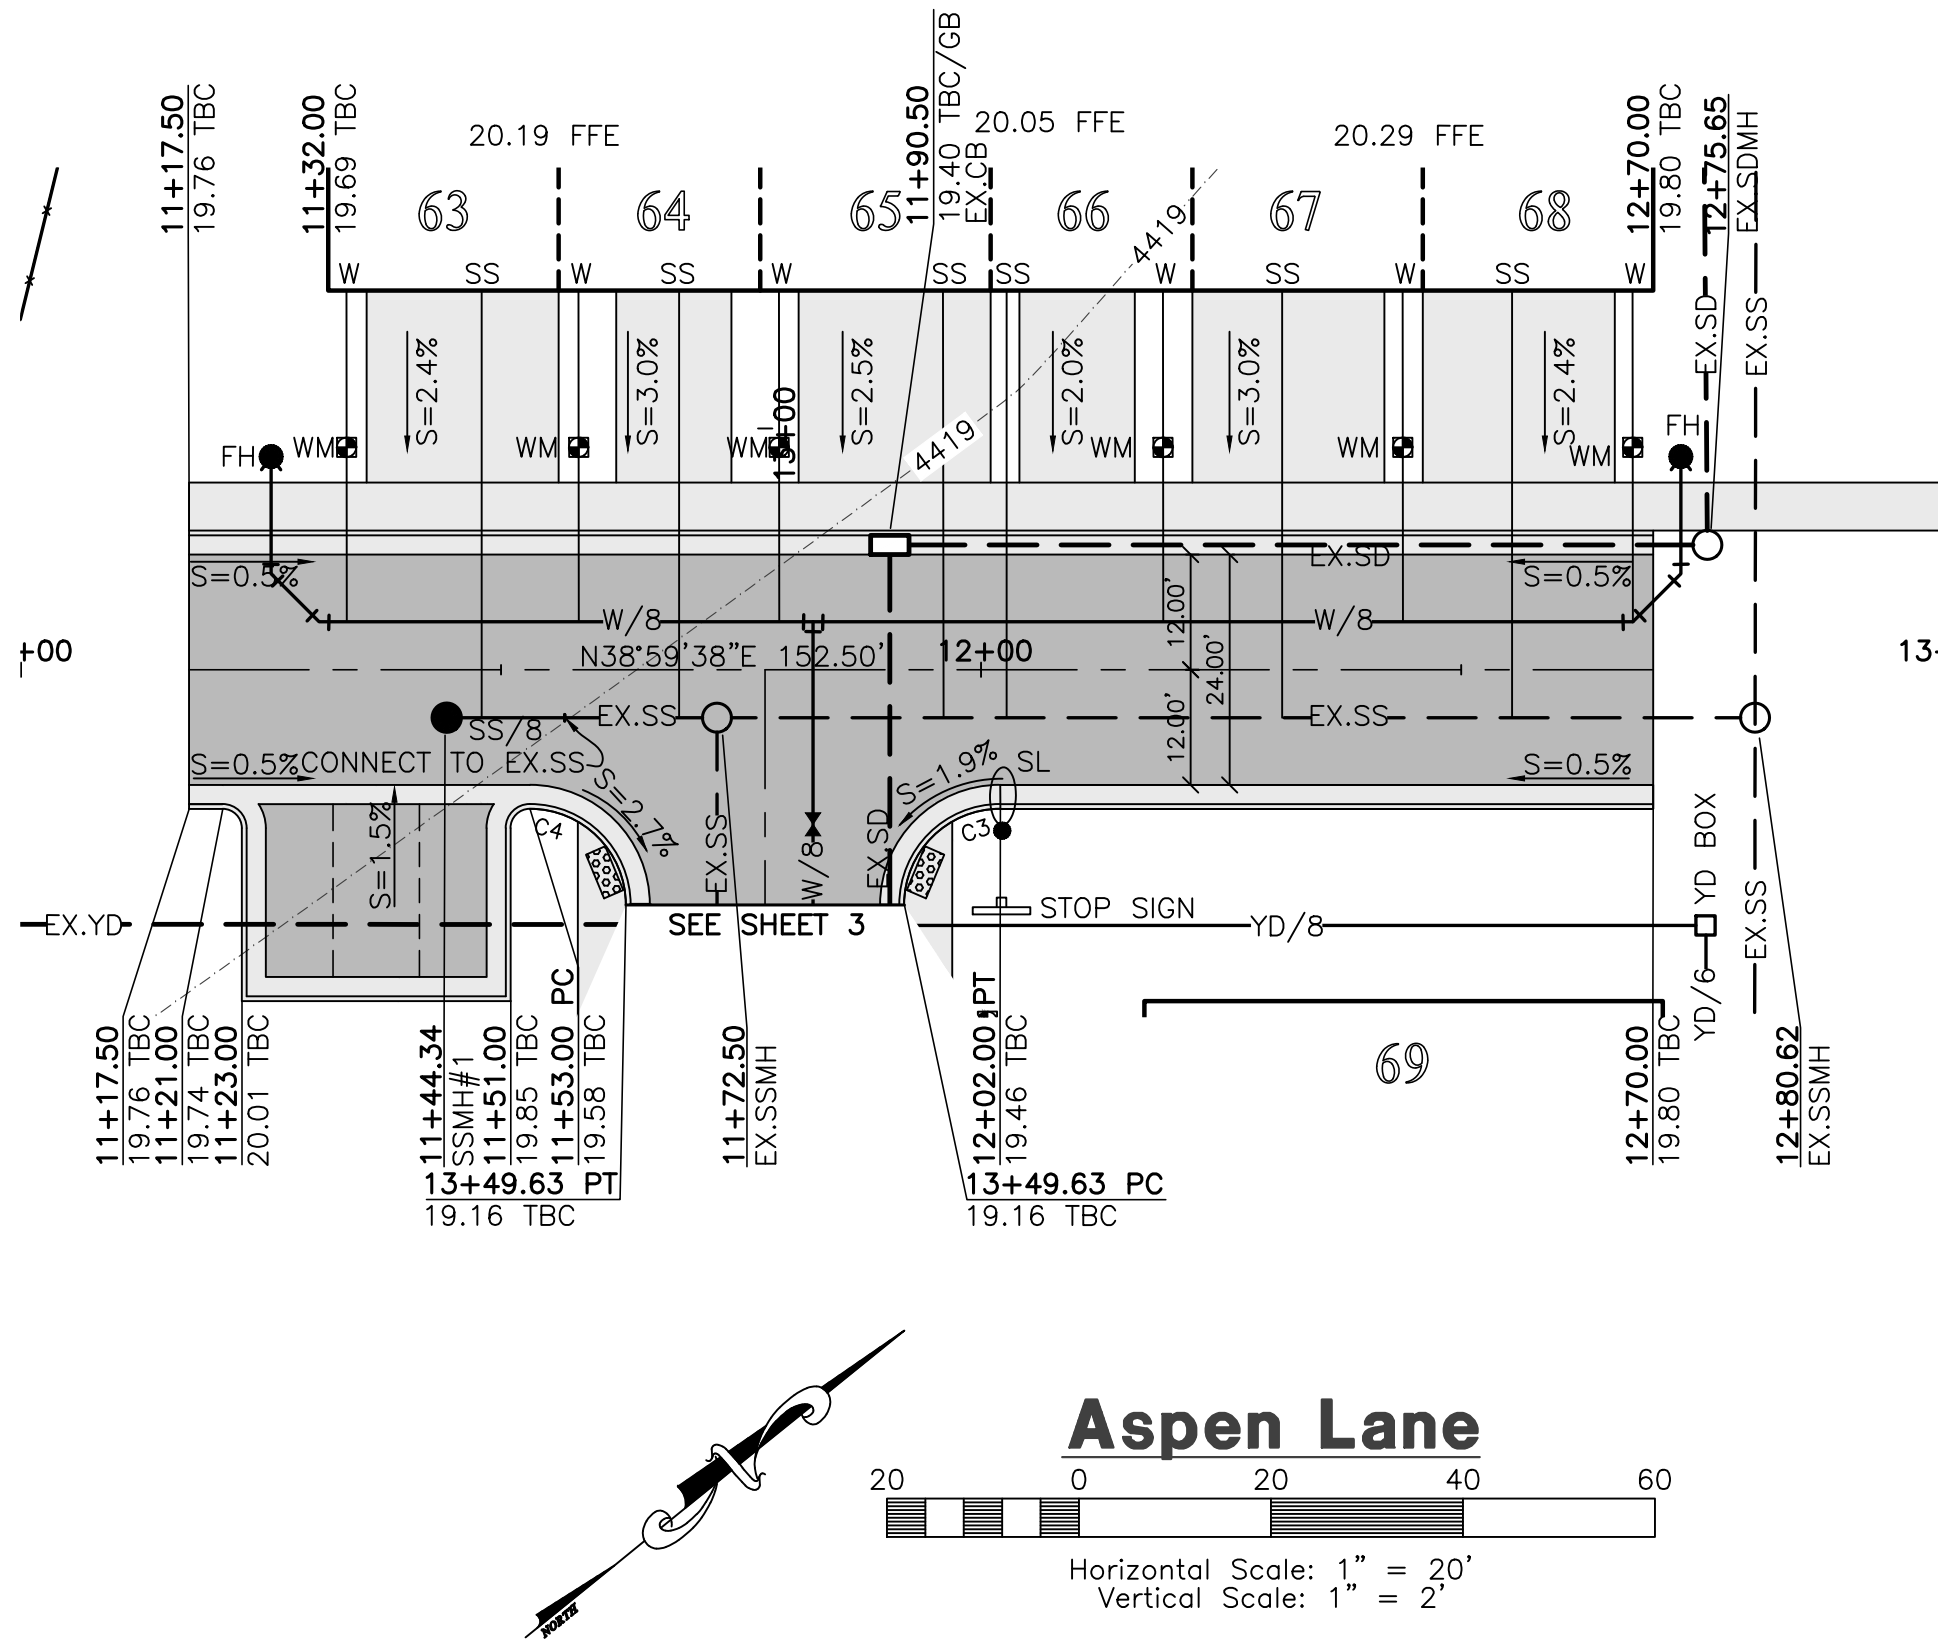 11+17.50
19.76 TBC
11+32.00
19.69 TBC
20.19 FFE
11+90.50
19.40 TBC/GB
EX.CB
20.05 FFE
20.29 FFE
12+70.00
19.80 TBC
12+75.65
EX.SDMH
63
64
65
66
67
68
4419
W
SS
W
SS
W
SS
SS
W
SS
W
SS
W
EX.SD
EX.SS
S=2.4%
S=3.0%
13+00
S=2.5%
S=2.0%
S=3.0%
S=2.4%
4419
FH
WM
WM
WM
WM
WM
WM
FH
S=0.5%
EX.SD
S=0.5%
W/8
W/8
12.00'
24.00'
12.00'
+00
N38°59'38"E 152.50'
12+00
13+
SS/8
EX.SS
EX.SS
S=0.5%
CONNECT TO EX.SS
S=2.7%
S=1.9%
SL
S=0.5%
S=1.5%
C4
EX.SS
W/8
EX.SD
C3
YD BOX
EX.YD
SEE SHEET 3
STOP SIGN
YD/8
EX.SS
YD/6
69
11+17.50
19.76 TBC
11+21.00
19.74 TBC
11+23.00
20.01 TBC
11+44.34
SSMH#1
11+51.00
19.85 TBC
11+53.00 PC
19.58 TBC
11+72.50
EX.SSMH
12+02.00 PT
19.46 TBC
12+70.00
19.80 TBC
12+80.62
EX.SSMH
13+49.63 PT
19.16 TBC
13+49.63 PC
19.16 TBC
NORTH
Aspen Lane
20 0 20 40 60
Horizontal Scale: 1" = 20'
Vertical Scale: 1" = 2'